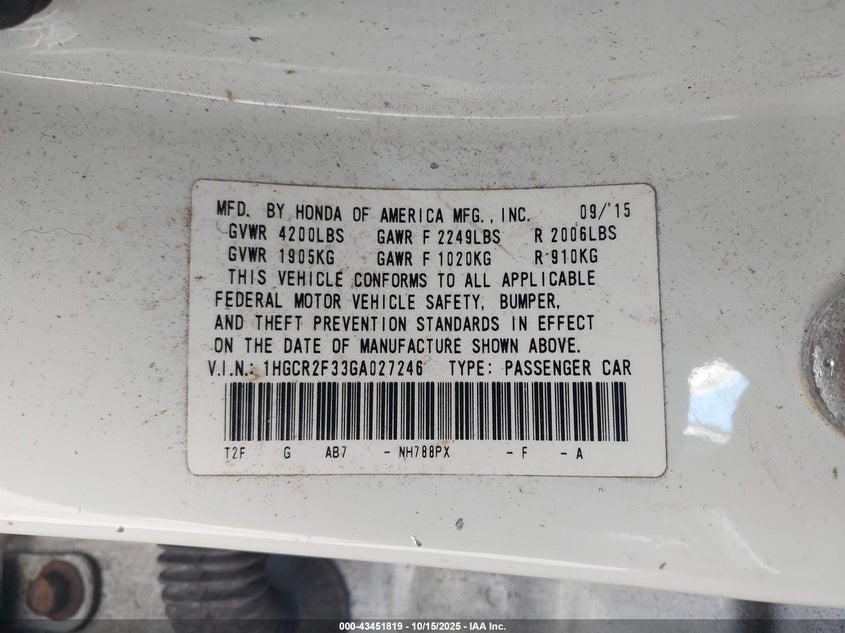 MFD. BY HONDA OF AMERICA MFG., INC. 09/'15
GVWR 4200LBS GAWR F 2249LBS R 2006LBS
GVWR 1905KG GAWR F 1020KG R 910KG
THIS VEHICLE CONFORMS TO ALL APPLICABLE
FEDERAL MOTOR VEHICLE SAFETY, BUMPER,
AND THEFT PREVENTION STANDARDS IN EFFECT
ON THE DATE OF MANUFACTURE SHOWN ABOVE.
V.I.N.: 1HGCR2F33GA027246 TYPE: PASSENGER CAR
T2F G AB7 - NH788PX - F - A
000-43451819 - 10/15/2025 - IAA Inc.